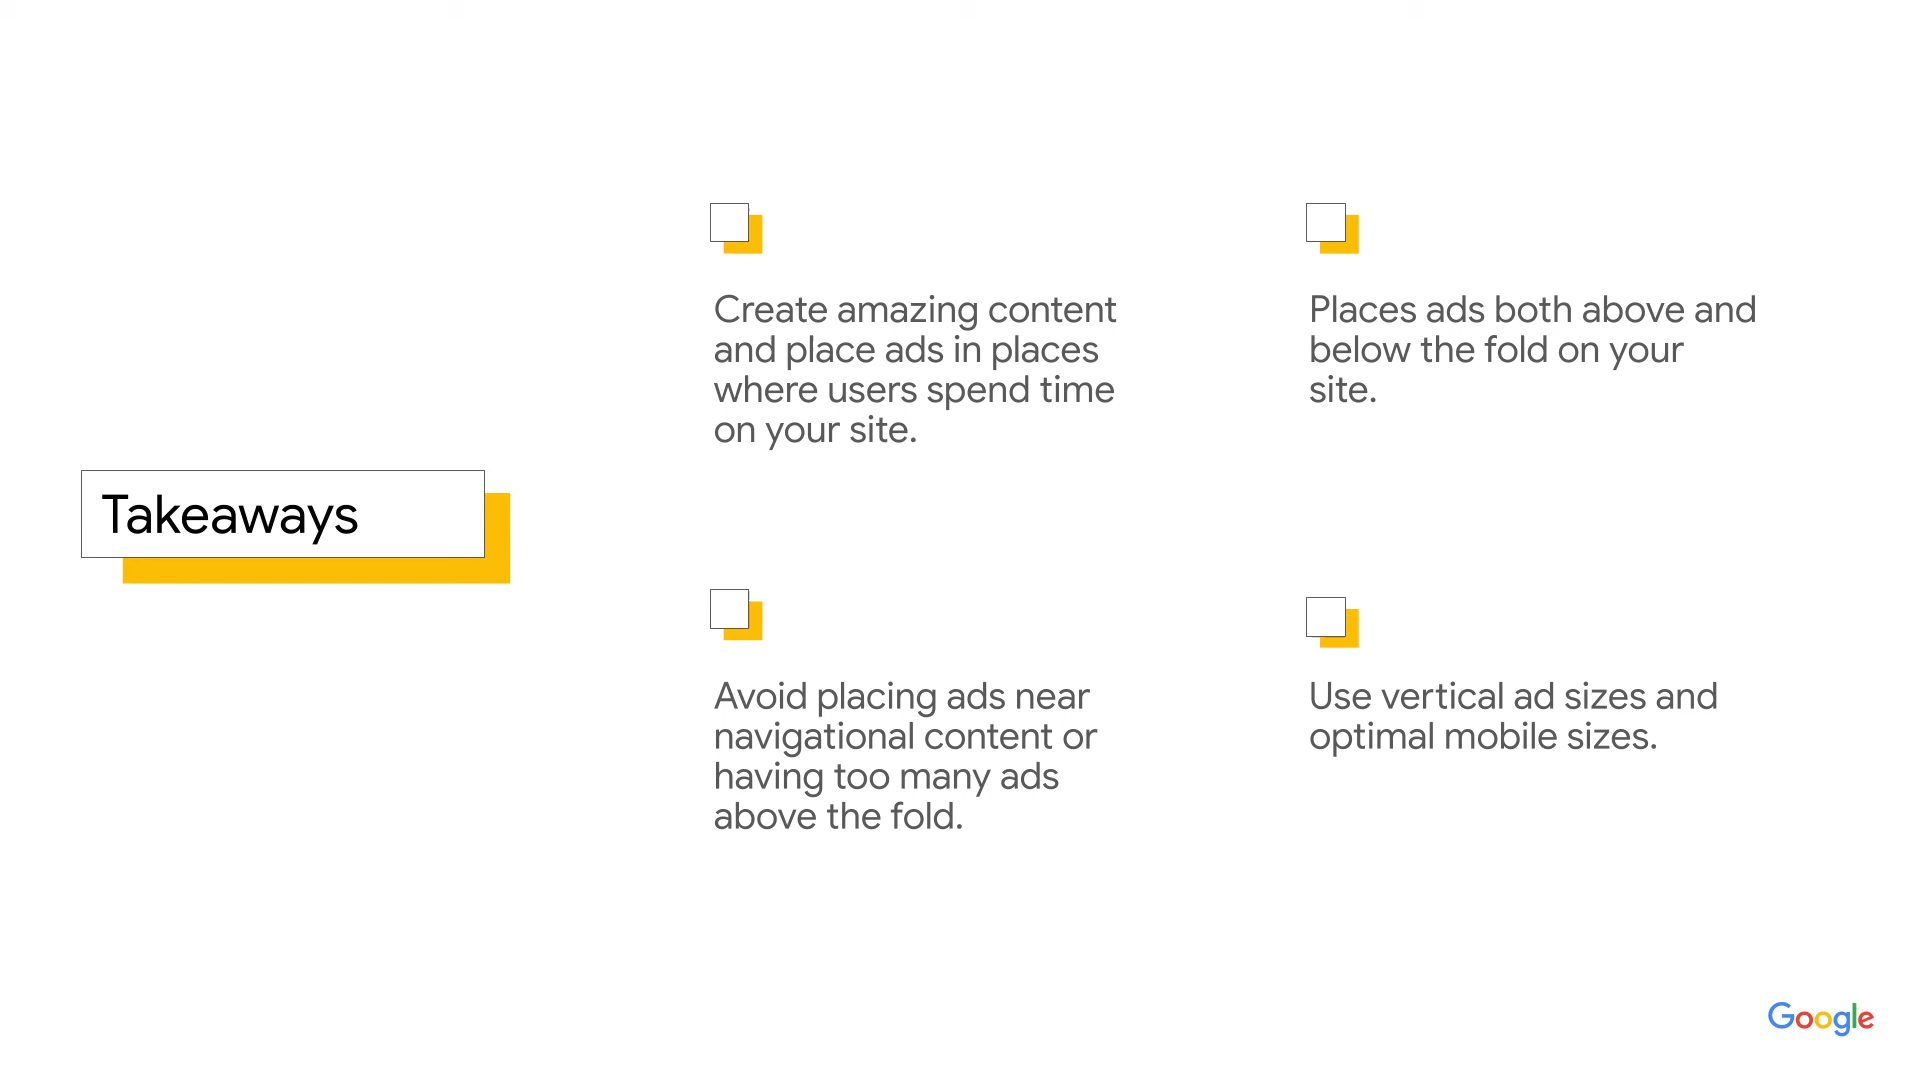 Takeaways
Create amazing content
and place ads in places
where users spend time
on your site.
Places ads both above and
below the fold on your
site.
Avoid placing ads near
navigational content or
having too many ads
above the fold.
Use vertical ad sizes and
optimal mobile sizes.
Google